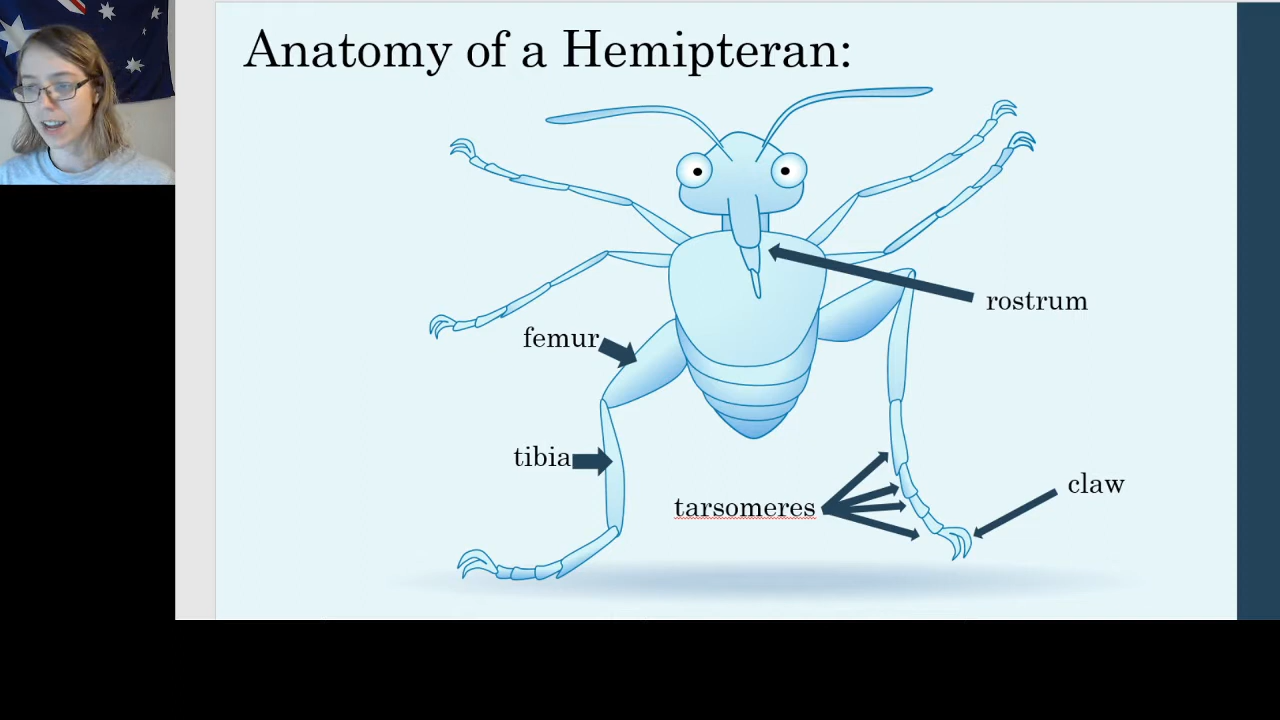 Anatomy of a Hemipteran:
rostrum
femur
tibia
claw
tarsomeres